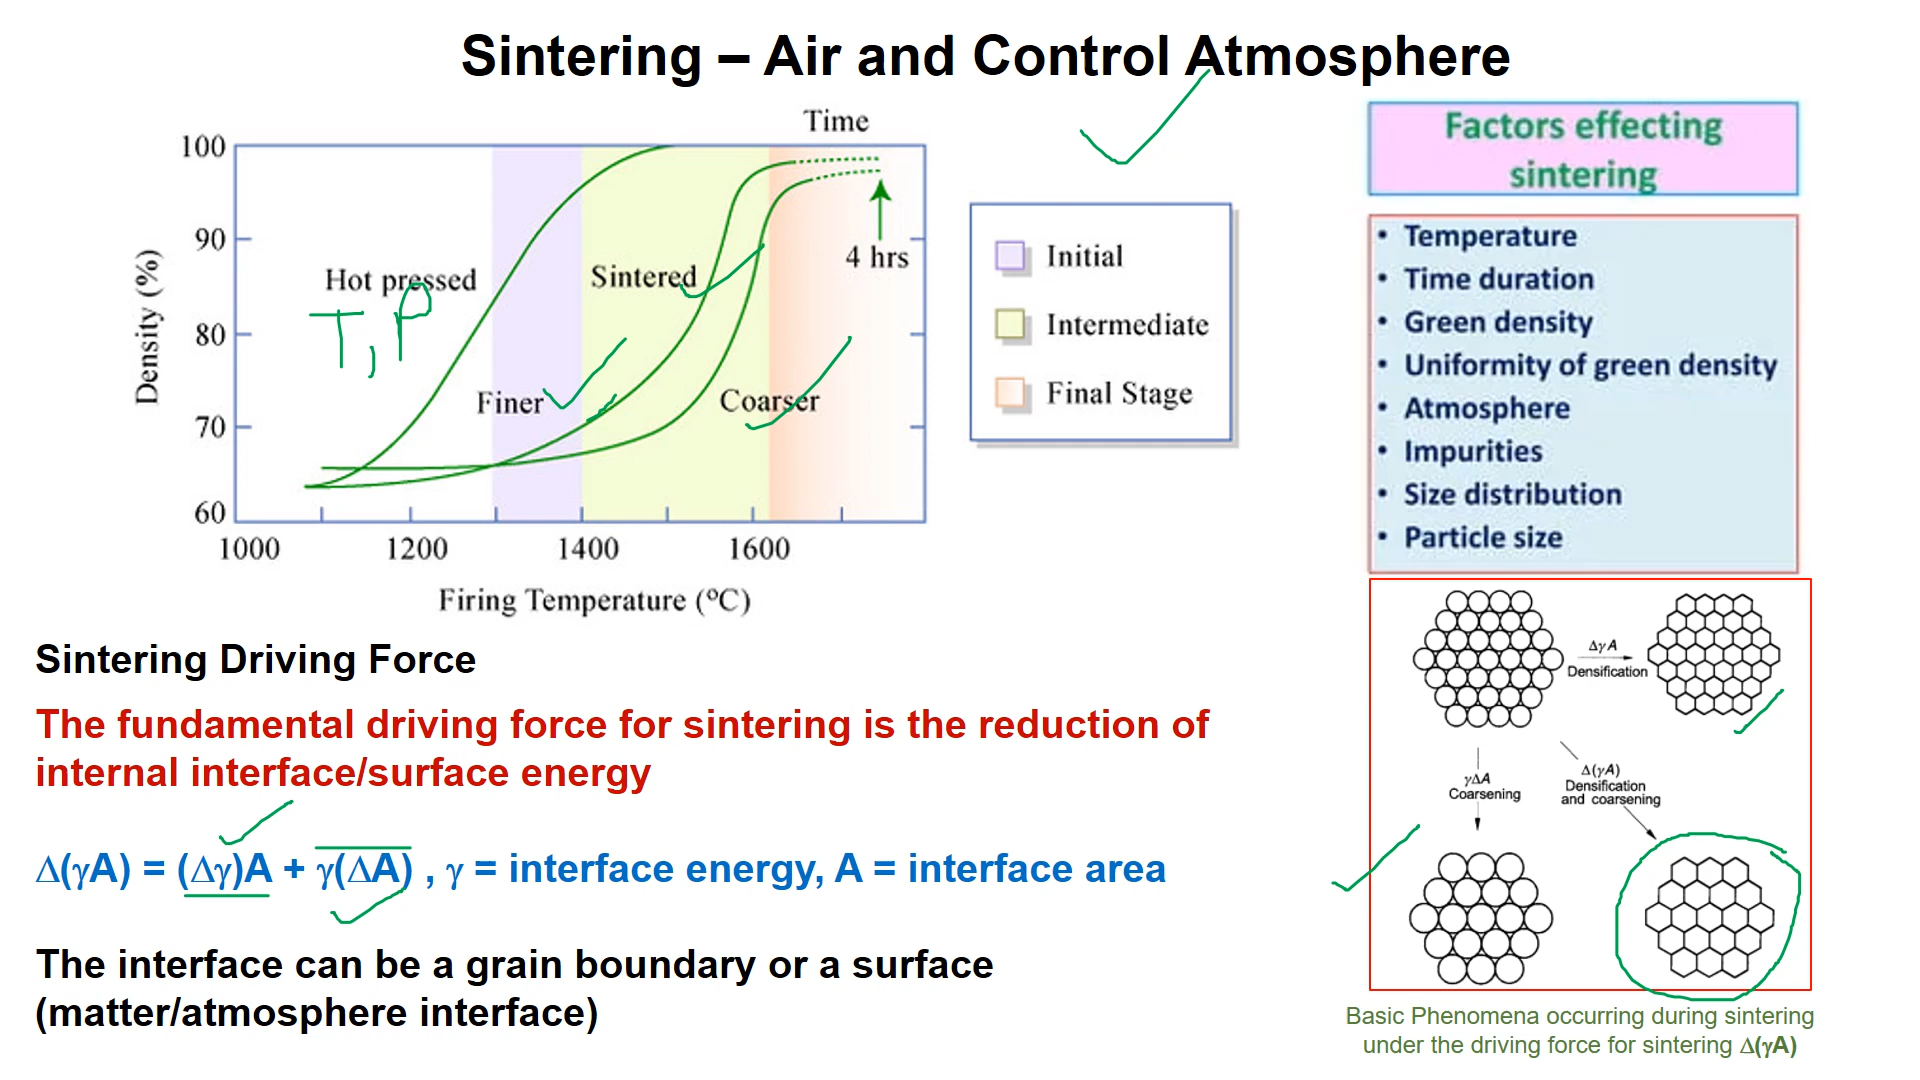 Sintering – Air and Control Atmosphere
Time
100
90
80
70
60
Density (%)
Hot pressed
T, P
Sintered
4 hrs
Finer
Coarser
1000 1200 1400 1600
Firing Temperature (ºC)
Initial
Intermediate
Final Stage
Factors effecting
sintering
• Temperature
• Time duration
• Green density
• Uniformity of green density
• Atmosphere
• Impurities
• Size distribution
• Particle size
ΔγA
Densification
γΔA
Coarsening
Δ(γA)
Densification
and coarsening
Basic Phenomena occurring during sintering
under the driving force for sintering Δ(γA)
Sintering Driving Force
The fundamental driving force for sintering is the reduction of
internal interface/surface energy
Δ(γA) = (Δγ)A + γ(ΔA) , γ = interface energy, A = interface area
The interface can be a grain boundary or a surface
(matter/atmosphere interface)